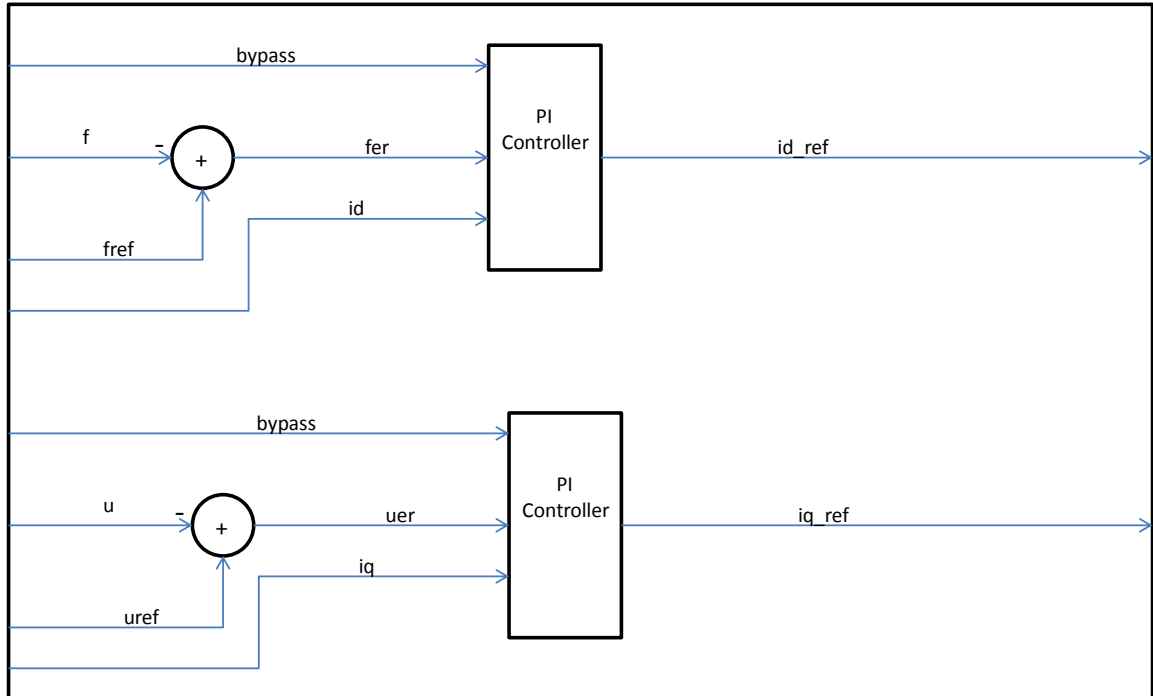 bypass
PI
Controller
f
-
+
fer
id_ref
id
fref
bypass
PI
Controller
u
-
+
uer
iq_ref
iq
uref